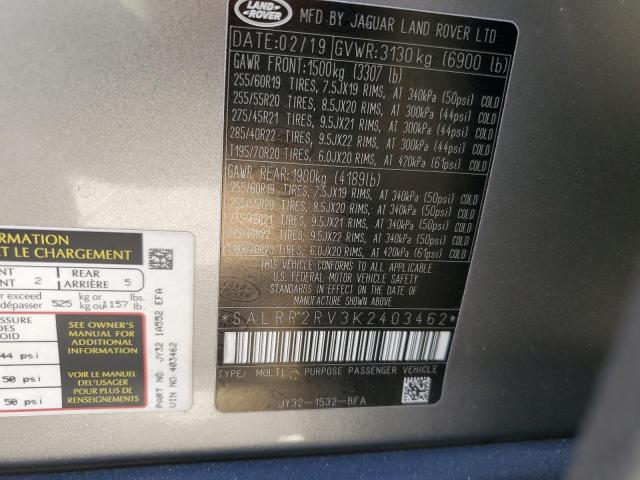 LAND ROVER
MFD BY JAGUAR LAND ROVER LTD
DATE:02/19 GVWR:3130kg (6900 lb)
GAWR FRONT:1500kg (3307 lb)
255/60R19 TIRES, 7.5JX19 RIMS, AT 340kPa(50psi) COLD
255/55R20 TIRES, 8.5JX20 RIMS, AT 300kPa(44psi) COLD
275/45R21 TIRES, 9.5JX21 RIMS, AT 300kPa(44psi) COLD
285/40R22 TIRES, 9.5JX22 RIMS, AT 300kPa(44psi) COLD
T195/70R20 TIRES, 6.0JX20 RIMS, AT 420kPa(61psi) COLD
GAWR REAR:1900kg (4189lb)
255/60R19 TIRES, 7.5JX19 RIMS, AT 340kPa(50psi) COLD
255/55R20 TIRES, 8.5JX20 RIMS, AT 340kPa(50psi) COLD
275/45R21 TIRES, 9.5JX21 RIMS, AT 340kPa(50psi) COLD
285/40R22 TIRES, 9.5JX22 RIMS, AT 340kPa(50psi) COLD
T195/70R20 TIRES, 6.0JX20 RIMS, AT 420kPa(61psi) COLD
THIS VEHICLE CONFORMS TO ALL APPLICABLE
U.S. FEDERAL MOTOR VEHICLE SAFETY
STANDARDS IN EFFECT ON THE DATE OF
MANUFACTURE SHOWN ABOVE.
*SALRR2RV3K2403462*
TYPE: MULTI PURPOSE PASSENGER VEHICLE
JY32-1532-BFA
ORMATION
ET LE CHARGEMENT
NT 2 REAR ARRIÈRE 5
er exceed
dépasser 525 kg or/ou 1157 lbs. lb.
SEE OWNER'S
MANUAL FOR
ADDITIONAL
INFORMATION
44 psi
VOIR LE MANUEL
DE L'USAGER
POUR PLUS DE
RENSEIGNEMENTS
50 psi
50 psi
PART NO JY32 1A552 EFA
VIN NO:403462